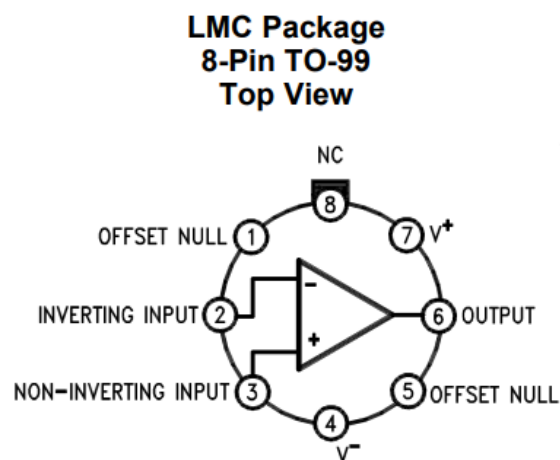 LMC Package
8-Pin TO-99
Top View
NC
8
OFFSET NULL 1
7 V+
INVERTING INPUT 2
-
6 OUTPUT
+
NON-INVERTING INPUT 3
5 OFFSET NULL
4
V-